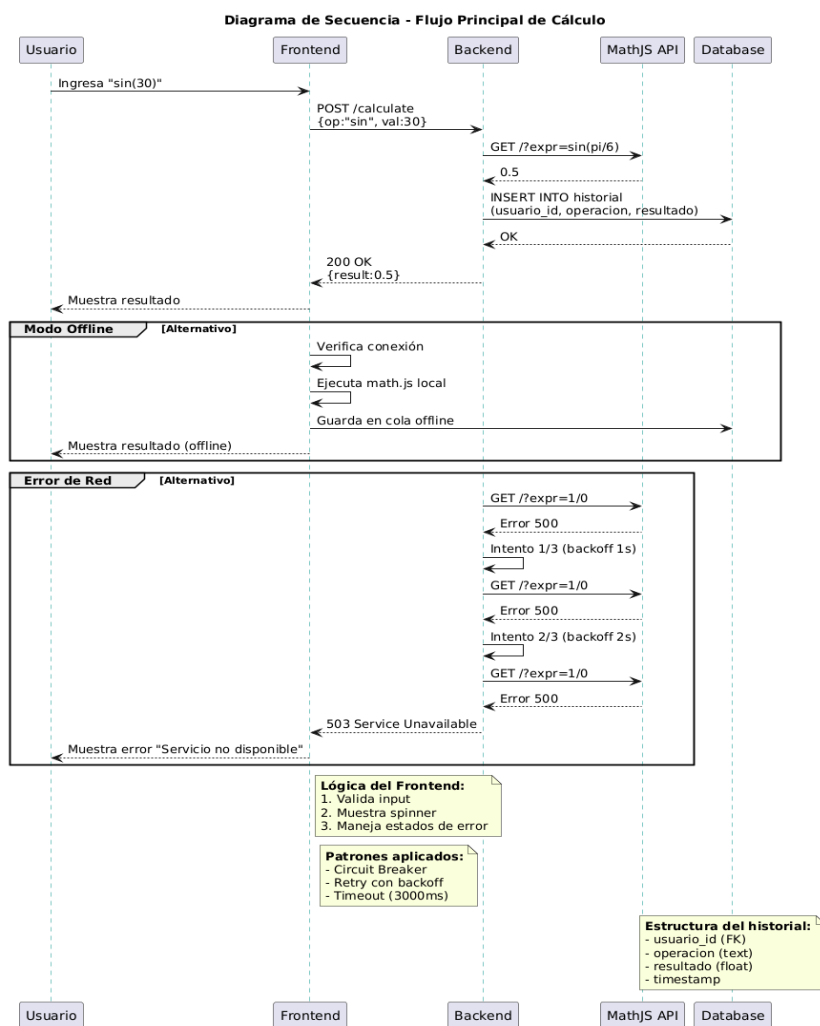 Diagrama de Secuencia - Flujo Principal de Cálculo
Usuario
Frontend
Backend
MathJS API
Database
Ingresa "sin(30)"
POST /calculate
{op:"sin", val:30}
GET /?expr=sin(pi/6)
0.5
INSERT INTO historial
(usuario_id, operacion, resultado)
OK
200 OK
{result:0.5}
Muestra resultado
Modo Offline [Alternativo]
Verifica conexión
Ejecuta math.js local
Guarda en cola offline
Muestra resultado (offline)
Error de Red [Alternativo]
GET /?expr=1/0
Error 500
Intento 1/3 (backoff 1s)
GET /?expr=1/0
Error 500
Intento 2/3 (backoff 2s)
GET /?expr=1/0
Error 500
503 Service Unavailable
Muestra error "Servicio no disponible"
Lógica del Frontend:
1. Valida input
2. Muestra spinner
3. Maneja estados de error
Patrones aplicados:
- Circuit Breaker
- Retry con backoff
- Timeout (3000ms)
Estructura del historial:
- usuario_id (FK)
- operacion (text)
- resultado (float)
- timestamp
Usuario
Frontend
Backend
MathJS API
Database